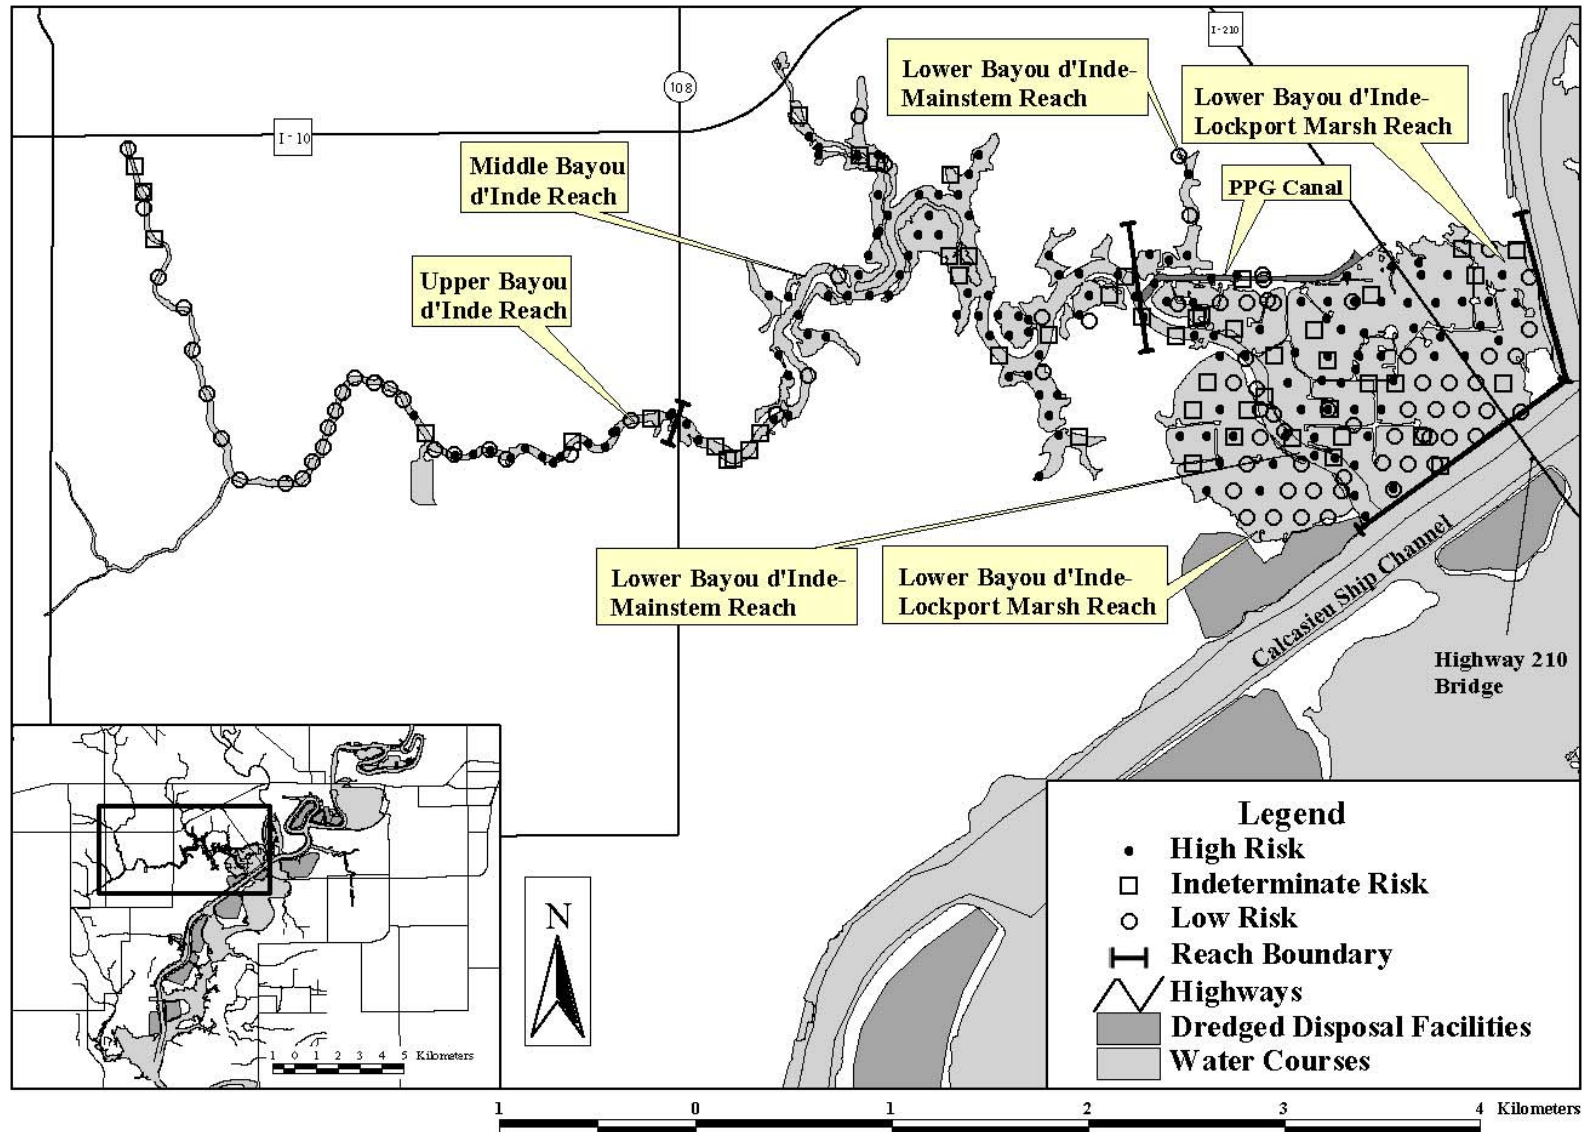 I-210
Lower Bayou d'Inde-
Mainstem Reach
Lower Bayou d'Inde-
Lockport Marsh Reach
108
I-10
Middle Bayou
d'Inde Reach
PPG Canal
Upper Bayou
d'Inde Reach
Lower Bayou d'Inde-
Mainstem Reach
Lower Bayou d'Inde-
Lockport Marsh Reach
Calcasieu Ship Channel
Highway 210
Bridge
Legend
High Risk
Indeterminate Risk
Low Risk
Reach Boundary
Highways
Dredged Disposal Facilities
Water Courses
N
1 0 1 2 3 4 5 Kilometers
1 0 1 2 3 4 Kilometers